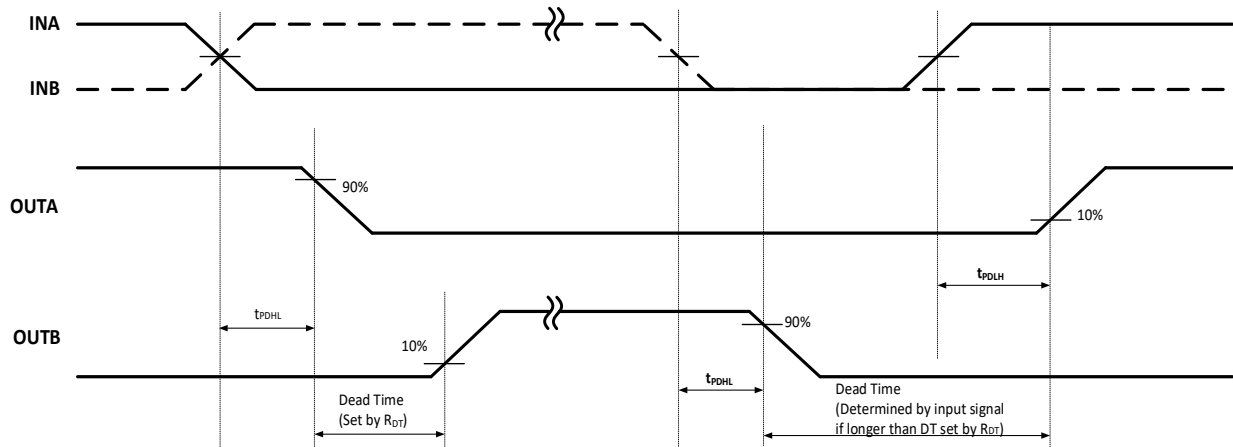 INA
INB
OUTA
90%
10%
tPDLH
tPDHL
OUTB
10%
90%
tPDHL
Dead Time
(Set by RDT)
Dead Time
(Determined by input signal
if longer than DT set by RDT)